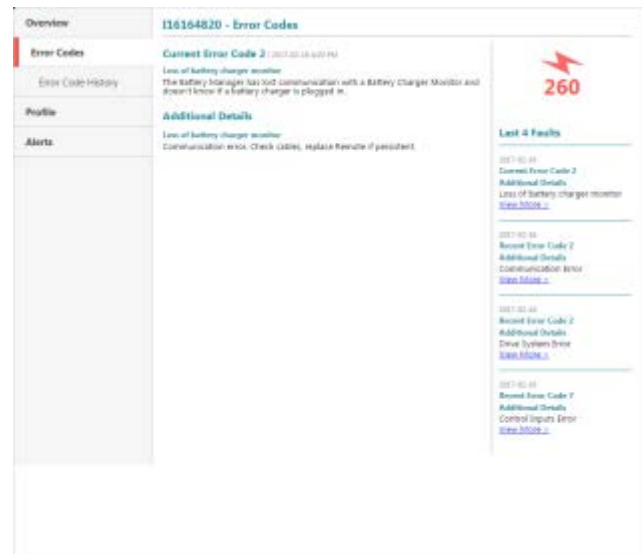 Overview
Error Codes
Error Code History
Profile
Alerts
I16164820 - Error Codes
Current Error Code 2
Loss of battery charger monitor
The Battery Manager has lost communication with a Battery Charger Monitor and
doesn't know if a battery charger is plugged in.
Additional Details
Loss of battery charger monitor
Communication error. Check cables, replace Remote if persistent.
260
Last 4 Faults
Current Error Code 2
Additional Details
Loss of battery charger monitor
View More >
Recent Error Code 2
Additional Details
Communication Error
View More >
Recent Error Code 2
Additional Details
Drive System Error
View More >
Recent Error Code
Additional Details
Control Inputs Error
View More >